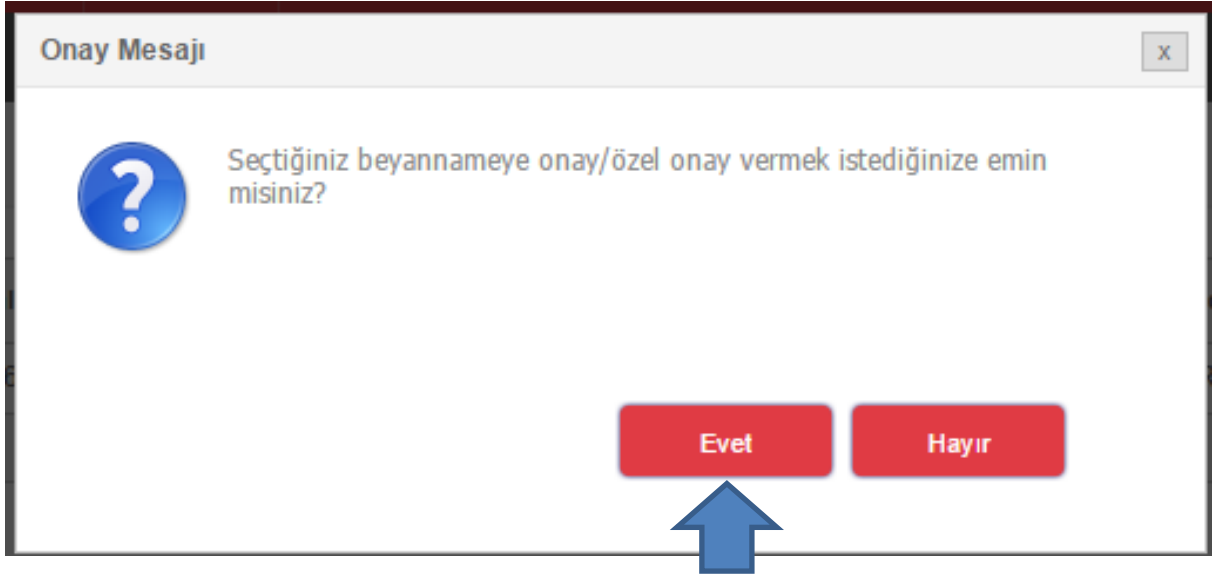 Onay Mesajı
x
Seçtiğiniz beyannameye onay/özel onay vermek istediğinize emin
misiniz?
Evet
Hayır